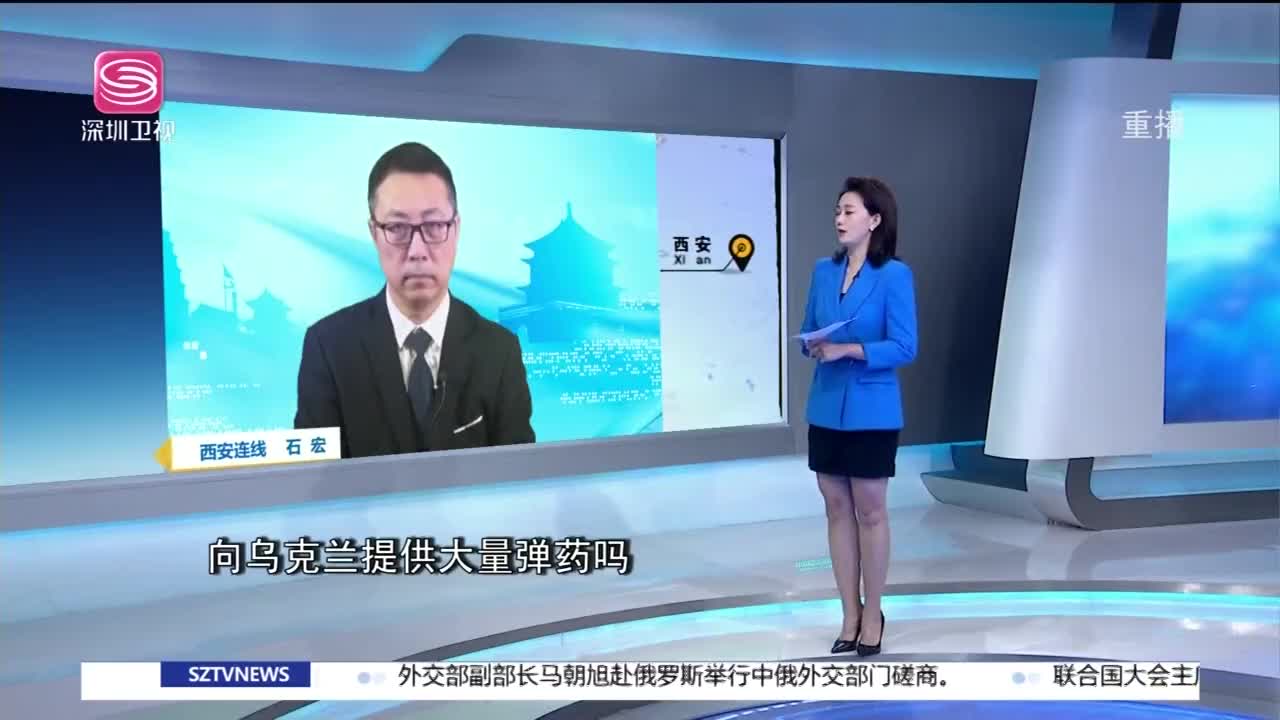 深圳卫视
重播
西安
Xi an
西安连线 石宏
向乌克兰提供大量弹药吗
SZTVNEWS
外交部副部长马朝旭赴俄罗斯举行中俄外交部门磋商。
联合国大会主